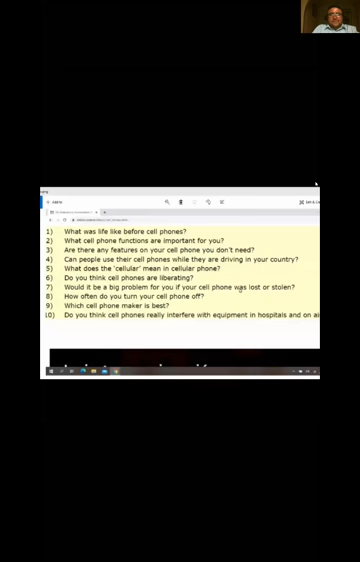 1) What was life like before cell phones?
2) What cell phone functions are important for you?
3) Are there any features on your cell phone you don't need?
4) Can people use their cell phones while they are driving in your country?
5) What does the 'cellular' mean in cellular phone?
6) Do you think cell phones are liberating?
7) Would it be a big problem for you if your cell phone was lost or stolen?
8) How often do you turn your cell phone off?
9) Which cell phone maker is best?
10) Do you think cell phones really interfere with equipment in hospitals and on ai